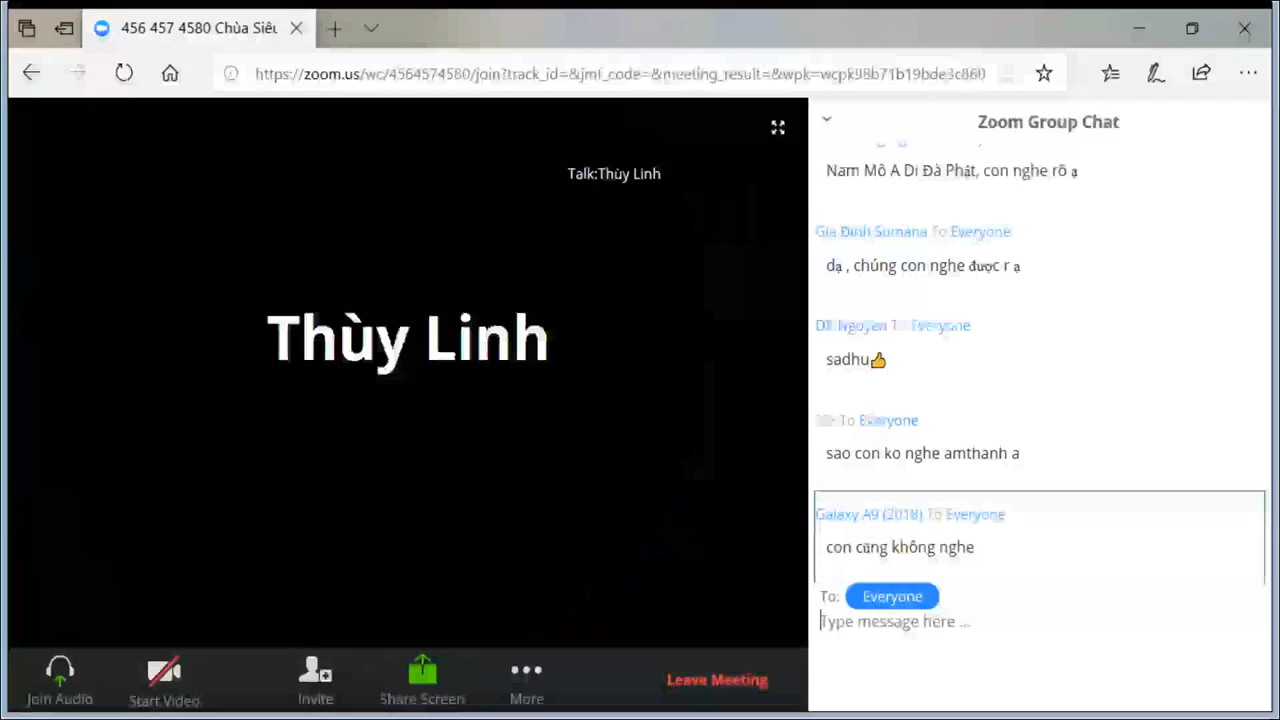 456 457 4580 Chùa Siêu
https://zoom.us/wc/4564574580/join?track_id=&jmf_code=&meeting_result=&wpk=wcpk98b71b19bde3c860
Zoom Group Chat
Talk:Thùy Linh
Thùy Linh
Nam Mô A Di Đà Phật, con nghe rõ ạ
Gia Đình Sumana To Everyone
dạ , chúng con nghe được r ạ
Nguyen To Everyone
sadhu👍
To Everyone
sao con ko nghe amthanh a
Galaxy A9 (2018) To Everyone
con cũng không nghe
To: Everyone
Type message here ...
Join Audio
Start Video
Invite
Share Screen
More
Leave Meeting